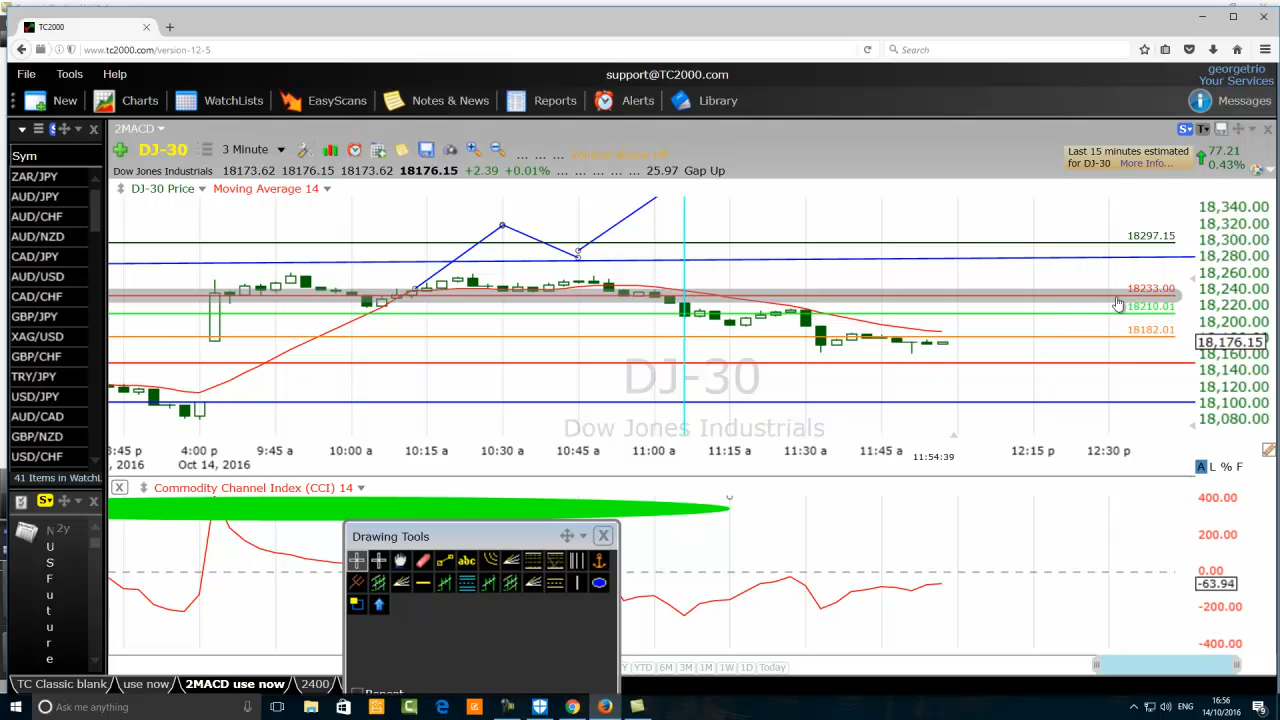 TC2000
www.tc2000.com/version-12-5
Search
File Tools Help
support@TC2000.com
georgetrio
Your Services
New Charts WatchLists EasyScans Notes & News Reports Alerts Library Messages
2MACD
Sym
DJ-30 3 Minute
Last 15 minutes estimated
for DJ-30 More Info...
77.21
0.43%
Dow Jones Industrials 18173.62 18176.15 18173.62 18176.15 +2.39 +0.01% ... ... ... 25.97 Gap Up
DJ-30 Price Moving Average 14
ZAR/JPY
AUD/JPY
AUD/CHF
AUD/NZD
CAD/JPY
AUD/USD
CAD/CHF
GBP/JPY
XAG/USD
GBP/CHF
TRY/JPY
USD/JPY
AUD/CAD
GBP/NZD
USD/CHF
41 Items in Watchl
18297.15
18233.00
18210.01
18182.01
18,340.00
18,320.00
18,300.00
18,280.00
18,260.00
18,240.00
18,220.00
18,200.00
18,176.15
18,160.00
18,140.00
18,120.00
18,100.00
18,080.00
DJ-30
Dow Jones Industrials
3:45 p 4:00 p 9:45 a 10:00 a 10:15 a 10:30 a 10:45 a 11:00 a 11:15 a 11:30 a 11:45 a 12:15 p 12:30 p
, 2016 Oct 14, 2016 11:54:39
A L % F
Commodity Channel Index (CCI) 14
400.00
200.00
0.00
-63.94
-200.00
-400.00
2y
U
S
F
u
t
u
r
e
Drawing Tools
abc
Repeat
YTD 6M 3M 1M 1W 1D Today
TC Classic blank use now 2MACD use now 2400
Ask me anything
ENG
16:56
14/10/2016